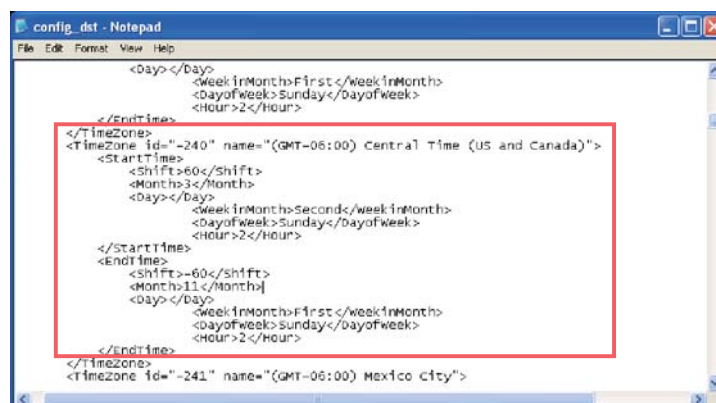 config_dst - Notepad
File Edit Format View Help
<Day></Day>
<WeekinMonth>First</WeekinMonth>
<DayofWeek>Sunday</DayofWeek>
<Hour>2</Hour>
</EndTime>
</TimeZone>
<TimeZone id="-240" name="(GMT-06:00) Central Time (US and Canada)">
<StartTime>
<Shift>60</Shift>
<Month>3</Month>
<Day></Day>
<WeekinMonth>Second</WeekinMonth>
<DayofWeek>Sunday</DayofWeek>
<Hour>2</Hour>
</StartTime>
<EndTime>
<Shift>-60</Shift>
<Month>11</Month>
<Day></Day>
<WeekinMonth>First</WeekinMonth>
<DayofWeek>Sunday</DayofWeek>
<Hour>2</Hour>
</EndTime>
</TimeZone>
<TimeZone id="-241" name="(GMT-06:00) Mexico City">